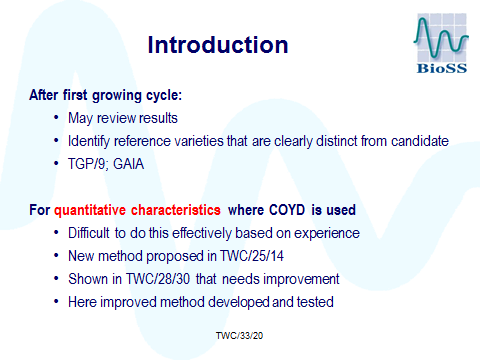 Introduction
BioSS
After first growing cycle:
• May review results
• Identify reference varieties that are clearly distinct from candidate
• TGP/9; GAIA
For quantitative characteristics where COYD is used
• Difficult to do this effectively based on experience
• New method proposed in TWC/25/14
• Shown in TWC/28/30 that needs improvement
• Here improved method developed and tested
TWC/33/20